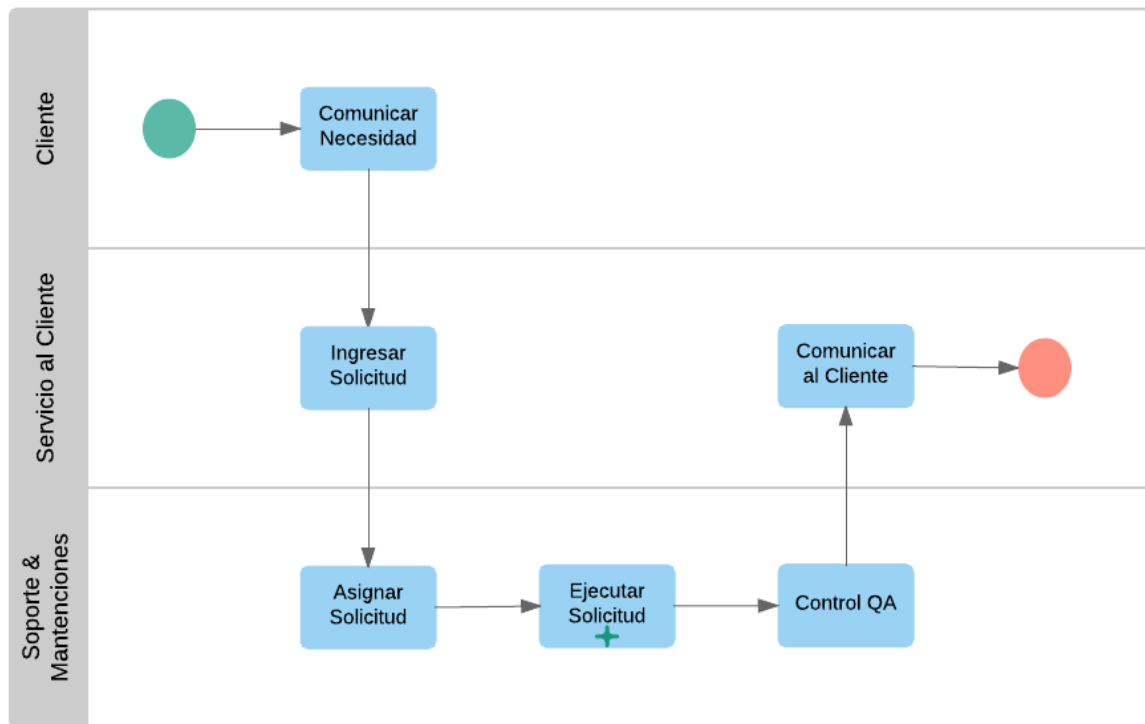 Cliente
Comunicar
Necesidad
Servicio al Cliente
Ingresar
Solicitud
Comunicar
al Cliente
Soporte &
Mantenciones
Asignar
Solicitud
Ejecutar
Solicitud
Control QA